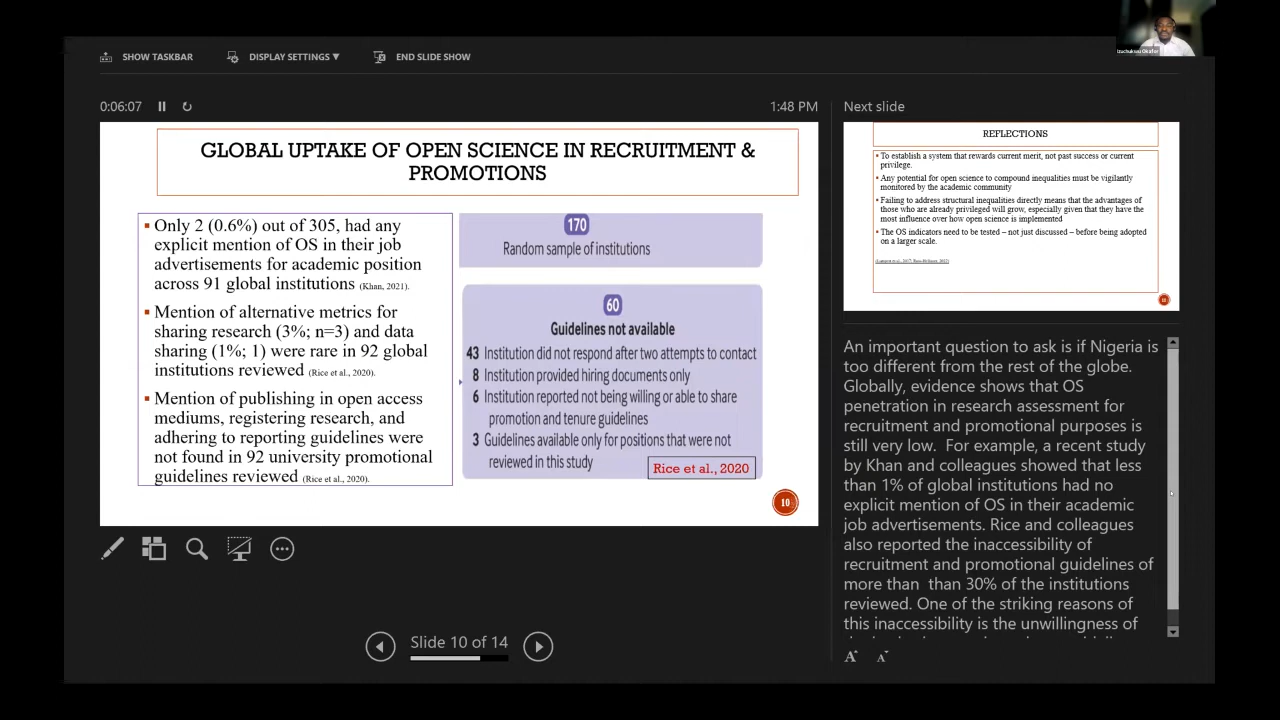 Izuchukwu Okafor
SHOW TASKBAR
DISPLAY SETTINGS ▼
END SLIDE SHOW
0:06:07
1:48 PM
Next slide
GLOBAL UPTAKE OF OPEN SCIENCE IN RECRUITMENT &
PROMOTIONS
▪ Only 2 (0.6%) out of 305, had any
explicit mention of OS in their job
advertisements for academic position
across 91 global institutions (Khan, 2021).
▪ Mention of alternative metrics for
sharing research (3%; n=3) and data
sharing (1%; 1) were rare in 92 global
institutions reviewed (Rice et al., 2020).
▪ Mention of publishing in open access
mediums, registering research, and
adhering to reporting guidelines were
not found in 92 university promotional
guidelines reviewed (Rice et al., 2020).
170
Random sample of institutions
60
Guidelines not available
43 Institution did not respond after two attempts to contact
8 Institution provided hiring documents only
6 Institution reported not being willing or able to share
promotion and tenure guidelines
3 Guidelines available only for positions that were not
reviewed in this study
Rice et al., 2020
10
REFLECTIONS
▪ To establish a system that rewards current merit, not past success or current
privilege.
▪ Any potential for open science to compound inequalities must be vigilantly
monitored by the academic community
▪ Failing to address structural inequalities directly means that the advantages of
those who are already privileged will grow, especially given that they have the
most influence over how open science is implemented
▪ The OS indicators need to be tested – not just discussed – before being adopted
on a larger scale.
An important question to ask is if Nigeria is
too different from the rest of the globe.
Globally, evidence shows that OS
penetration in research assessment for
recruitment and promotional purposes is
still very low. For example, a recent study
by Khan and colleagues showed that less
than 1% of global institutions had no
explicit mention of OS in their academic
job advertisements. Rice and colleagues
also reported the inaccessibility of
recruitment and promotional guidelines of
more than than 30% of the institutions
reviewed. One of the striking reasons of
this inaccessibility is the unwillingness of
Slide 10 of 14
A A